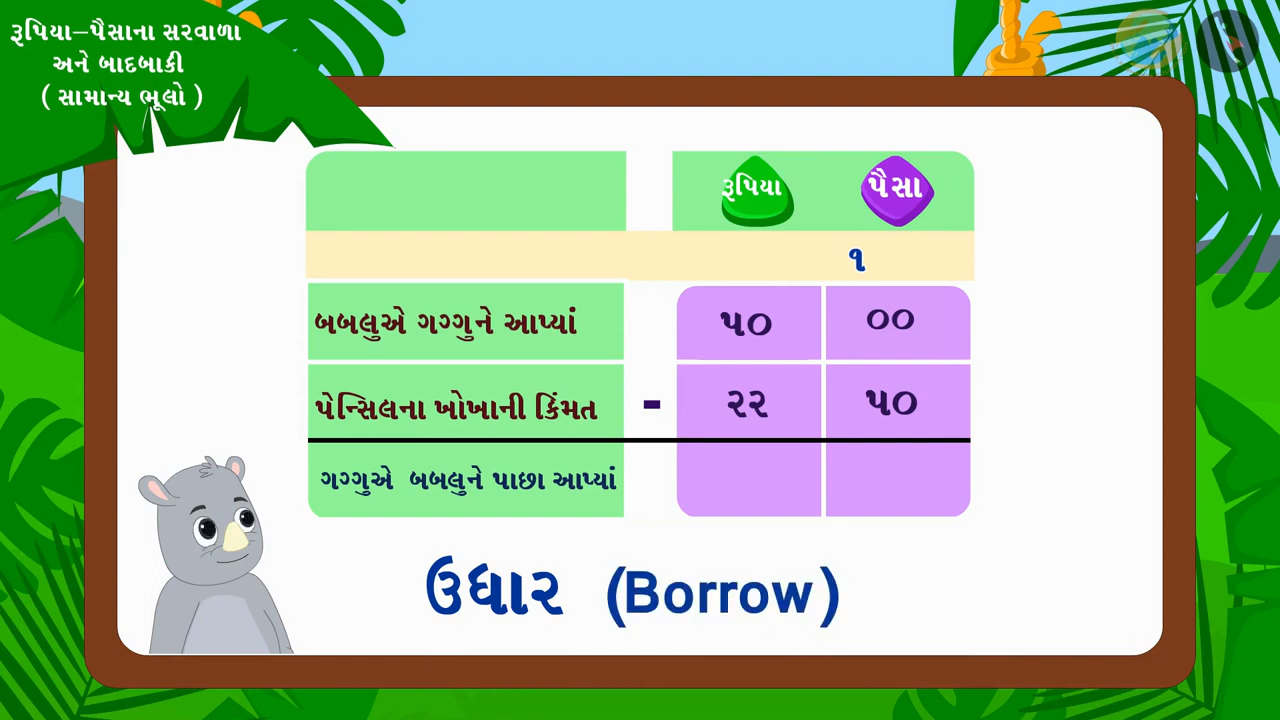 રૂપિયા–પૈસાના સરવાળા
અને બાદબાકી
( સામાન્ય ભૂલો )
રૂપિયા પૈસા
૧
બબલુએ ગગ્ગુને આપ્યાં ૫૦ ૦૦
પેન્સિલના ખોખાની કિંમત - ૨૨ ૫૦
ગગ્ગુએ બબલુને પાછા આપ્યાં
ઉધાર (Borrow)